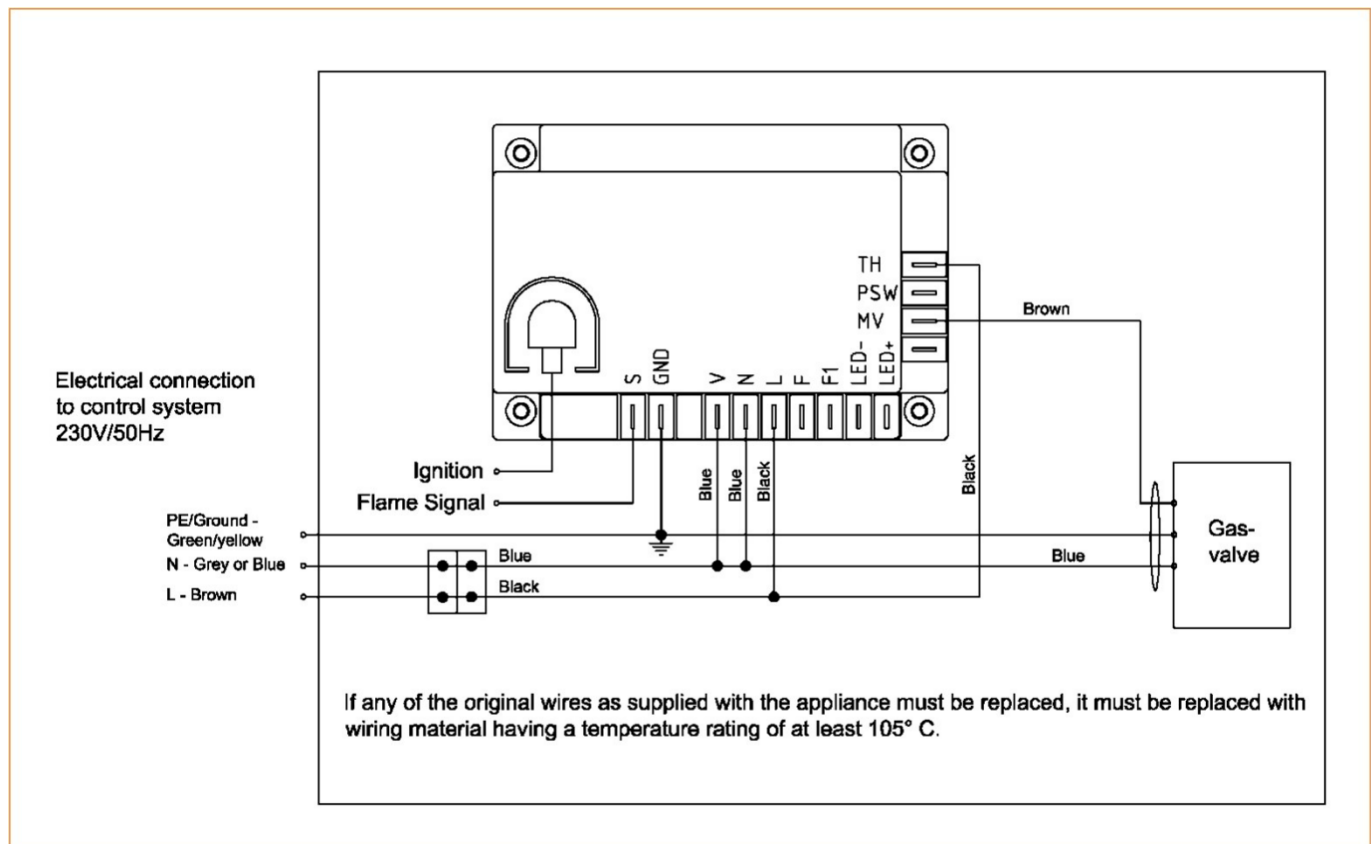 TH
PSW
MV
Brown
S
GND
V
N
L
F
F1
LED-
LED+
Electrical connection
to control system
230V/50Hz
Ignition
Flame Signal
Blue
Blue
Black
Black
PE/Ground -
Green/yellow
N - Grey or Blue
L - Brown
Blue
Black
Blue
Gas-
valve
If any of the original wires as supplied with the appliance must be replaced, it must be replaced with
wiring material having a temperature rating of at least 105° C.